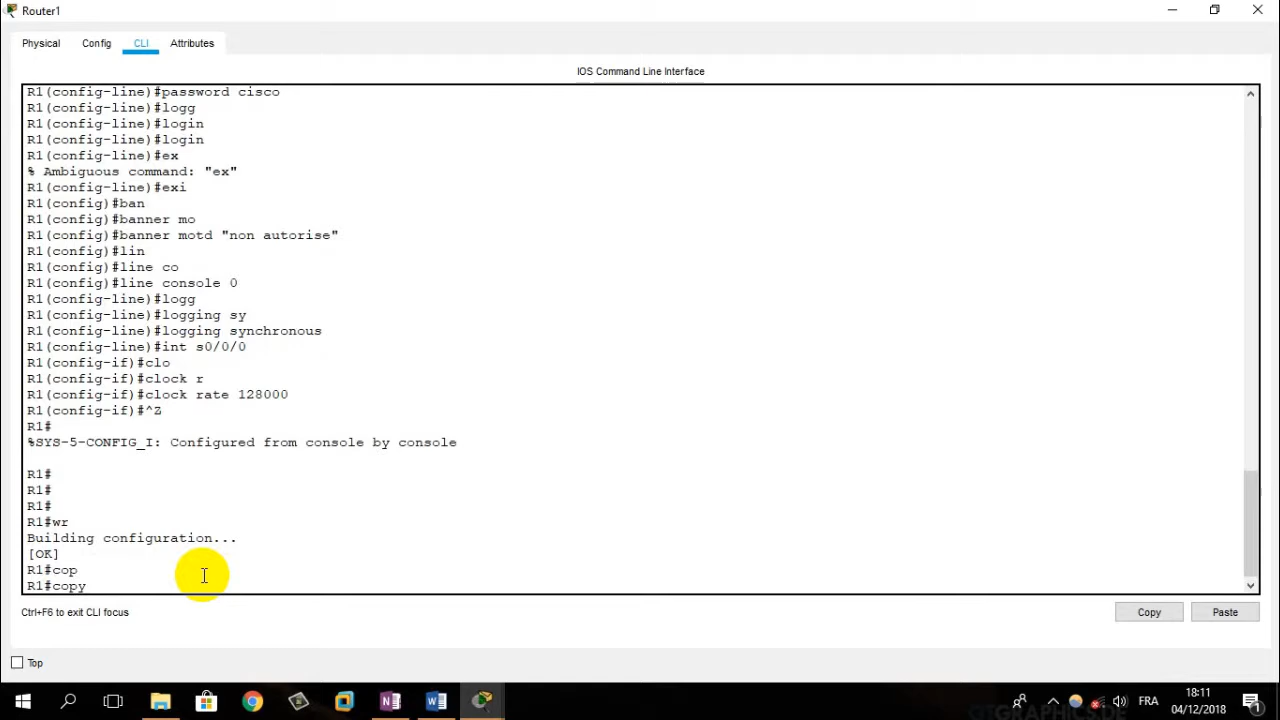 Router1
Physical Config CLI Attributes
IOS Command Line Interface
R1(config-line)#password cisco
R1(config-line)#logg
R1(config-line)#login
R1(config-line)#login
R1(config-line)#ex
% Ambiguous command: "ex"
R1(config-line)#exi
R1(config)#ban
R1(config)#banner mo
R1(config)#banner motd "non autorise"
R1(config)#lin
R1(config)#line co
R1(config)#line console 0
R1(config-line)#logg
R1(config-line)#logging sy
R1(config-line)#logging synchronous
R1(config-line)#int s0/0/0
R1(config-if)#clo
R1(config-if)#clock r
R1(config-if)#clock rate 128000
R1(config-if)#^Z
R1#
%SYS-5-CONFIG_I: Configured from console by console
R1#
R1#
R1#
R1#wr
Building configuration...
[OK]
R1#cop
R1#copy
Ctrl+F6 to exit CLI focus
Copy Paste
Top
FRA
18:11
04/12/2018